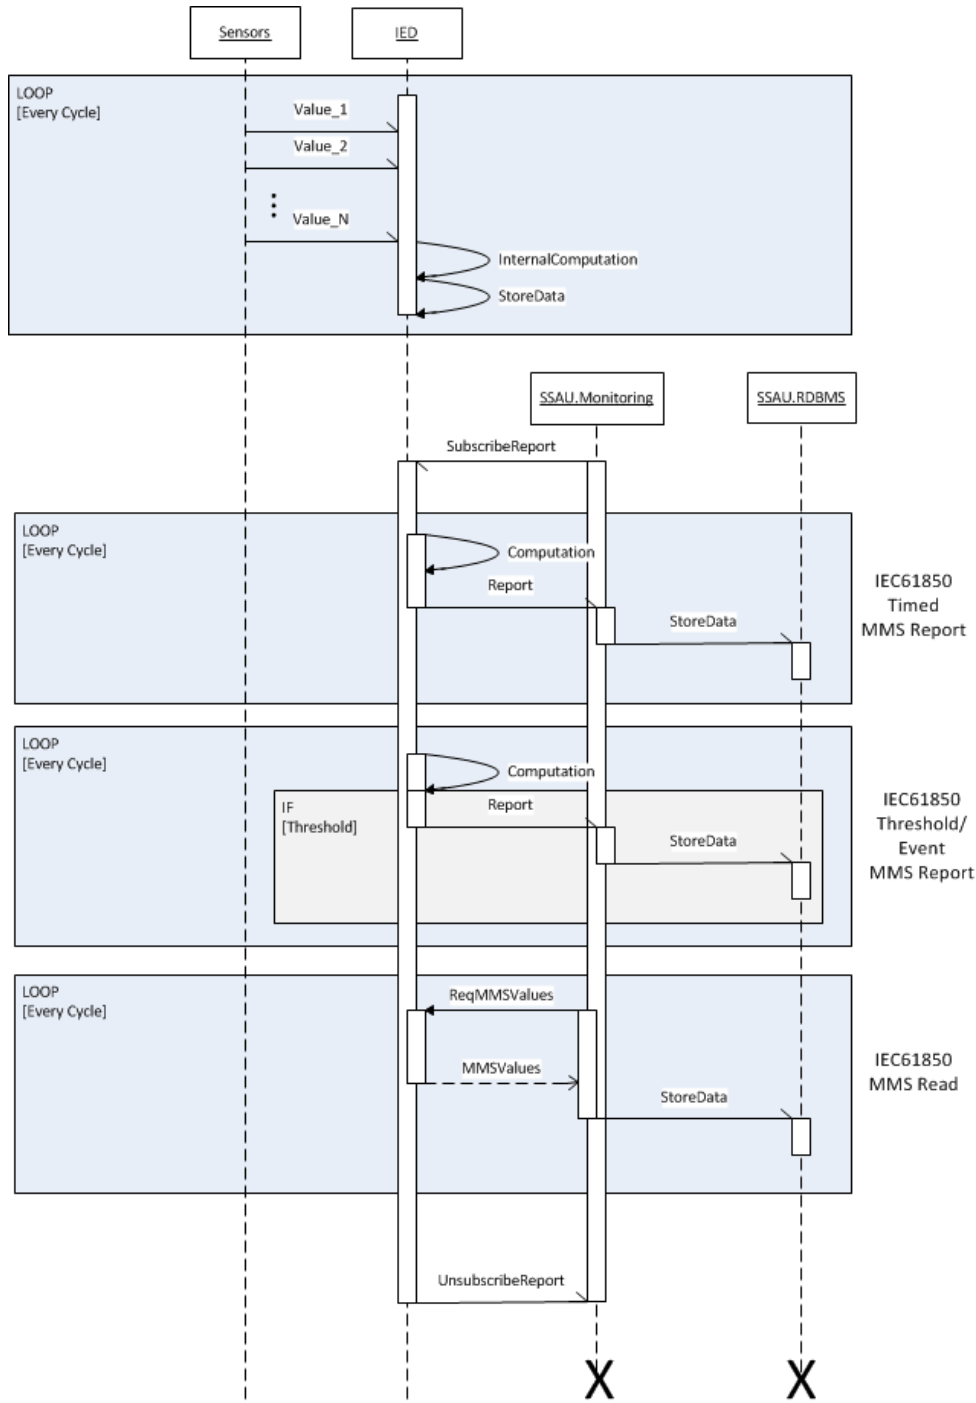 Sensors
IED
LOOP
[Every Cycle]
Value_1
Value_2
Value_N
InternalComputation
StoreData
SSAU.Monitoring
SSAU.RDBMS
SubscribeReport
LOOP
[Every Cycle]
Computation
Report
StoreData
IEC61850
Timed
MMS Report
LOOP
[Every Cycle]
Computation
IF
[Threshold]
Report
StoreData
IEC61850
Threshold/
Event
MMS Report
LOOP
[Every Cycle]
ReqMMSValues
MMSValues
StoreData
IEC61850
MMS Read
UnsubscribeReport
X
X